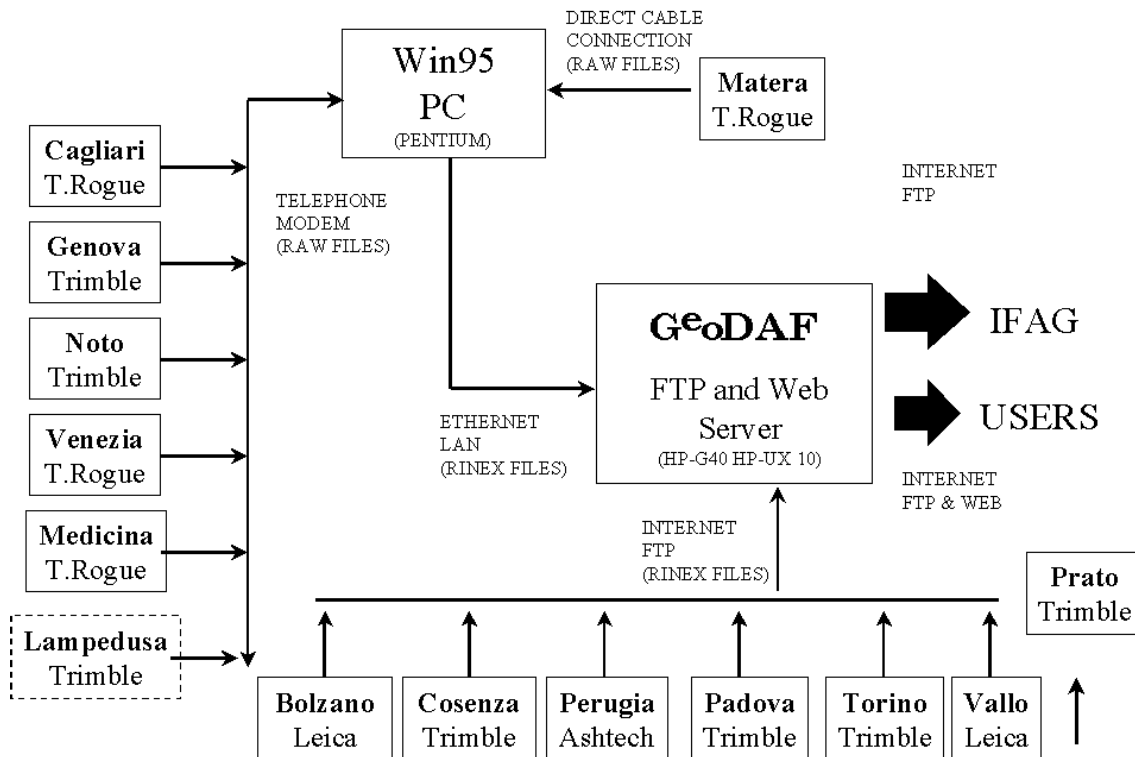 DIRECT CABLE
CONNECTION
(RAW FILES)
Win95
PC
(PENTIUM)
Matera
T.Rogue
Cagliari
T.Rogue
INTERNET
FTP
TELEPHONE
MODEM
(RAW FILES)
Genova
Trimble
GeoDAF
FTP and Web
Server
(HP-G40 HP-UX 10)
IFAG
Noto
Trimble
USERS
ETHERNET
LAN
(RINEX FILES)
Venezia
T.Rogue
INTERNET
FTP & WEB
Medicina
T.Rogue
INTERNET
FTP
(RINEX FILES)
Prato
Trimble
Lampedusa
Trimble
Bolzano
Leica
Cosenza
Trimble
Perugia
Ashtech
Padova
Trimble
Torino
Trimble
Vallo
Leica